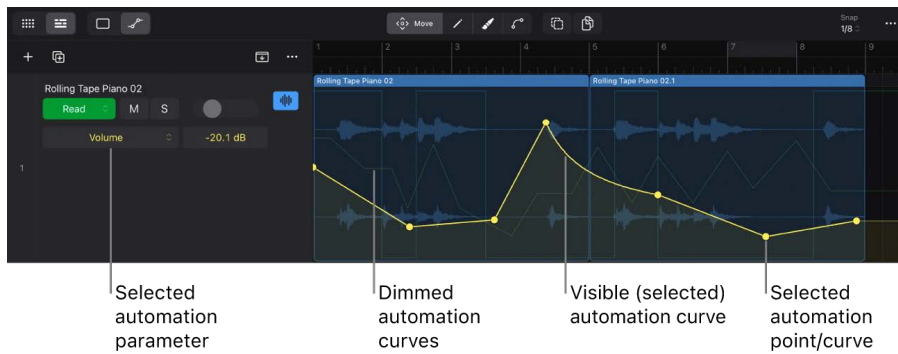 Move
Snap
1/8
1 2 3 4 5 6 7 8 9
Rolling Tape Piano 02
Rolling Tape Piano 02.1
Rolling Tape Piano 02
Read M S
Volume -20.1 dB
1
Selected
automation
parameter
Dimmed
automation
curves
Visible (selected)
automation curve
Selected
automation
point/curve